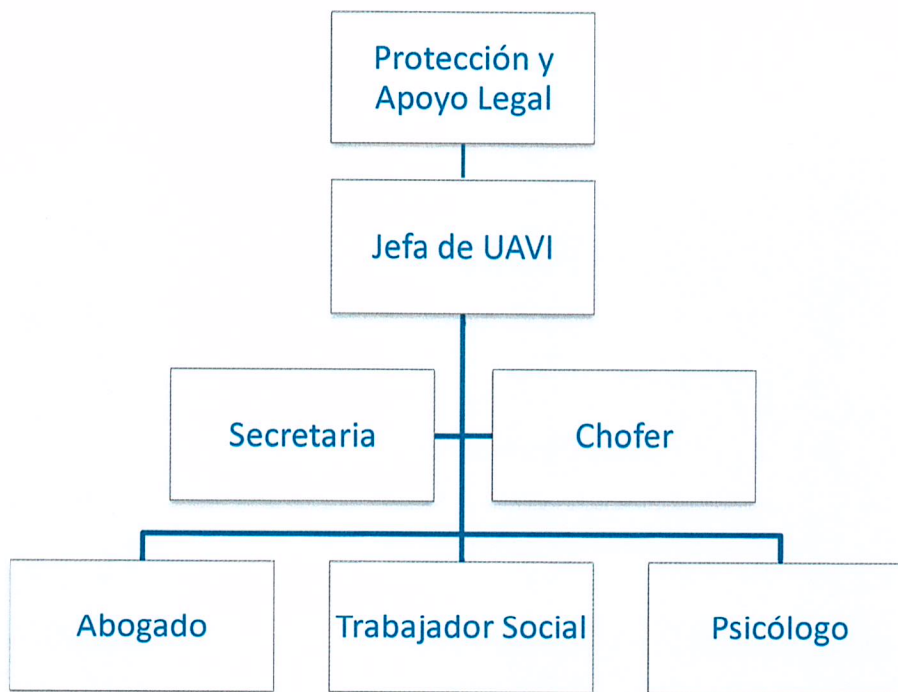 Protección y
Apoyo Legal
Jefa de UAVI
Secretaria
Chofer
Abogado
Trabajador Social
Psicólogo